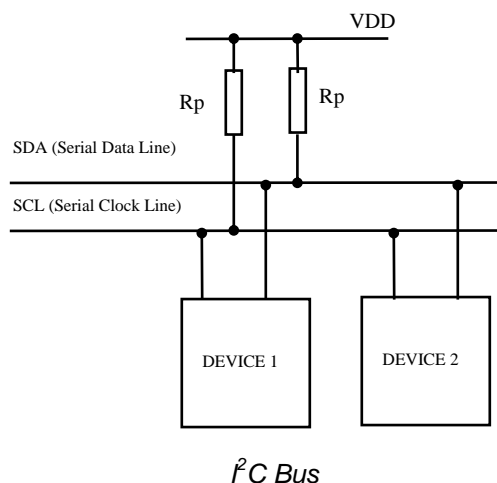 VDD
Rp
Rp
SDA (Serial Data Line)
SCL (Serial Clock Line)
DEVICE 1
DEVICE 2
I²C Bus